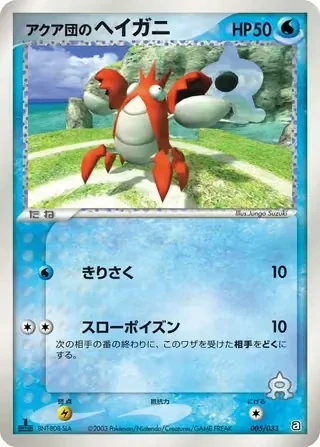 アクア団のヘイガニ HP50
Illus.Jungo Suzuki
たね
きりさく 10
スローポイズン 10
次の相手の番の終わりに、このワザを受けた相手をどくにする。
弱点 抵抗力 にげる
1 ©2003 Pokémon/Nintendo/Creatures/GAME FREAK. 005/033 a